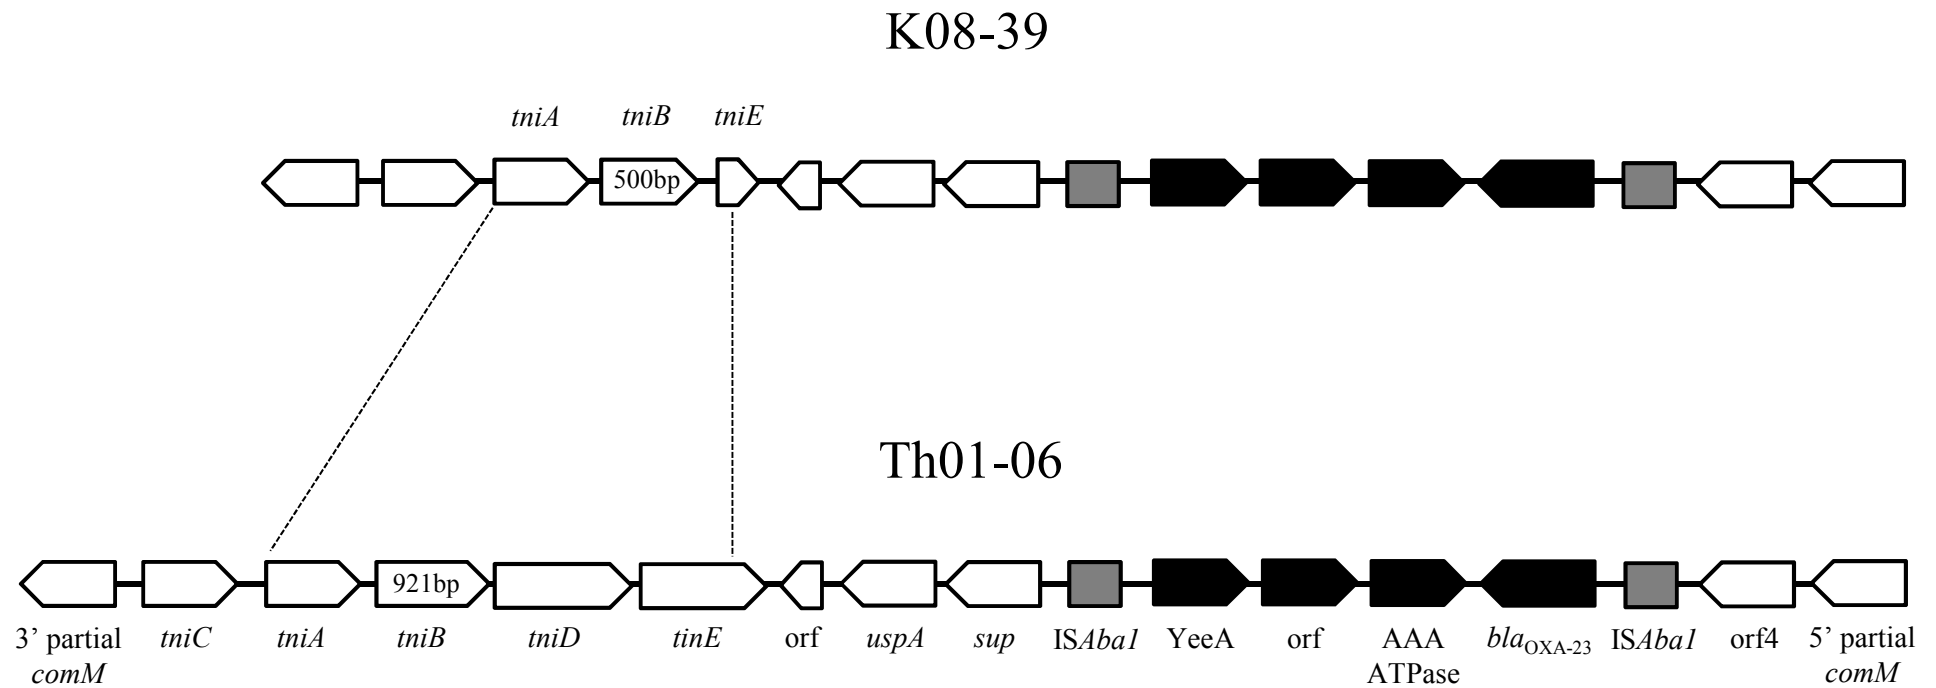 K08-39
tniA tniB tniE
500bp
Th01-06
921bp
3’ partial comM tniC tniA tniB tniD tinE orf uspA sup ISAba1 YeeA orf AAA ATPase blaOXA-23 ISAba1 orf4 5’ partial comM